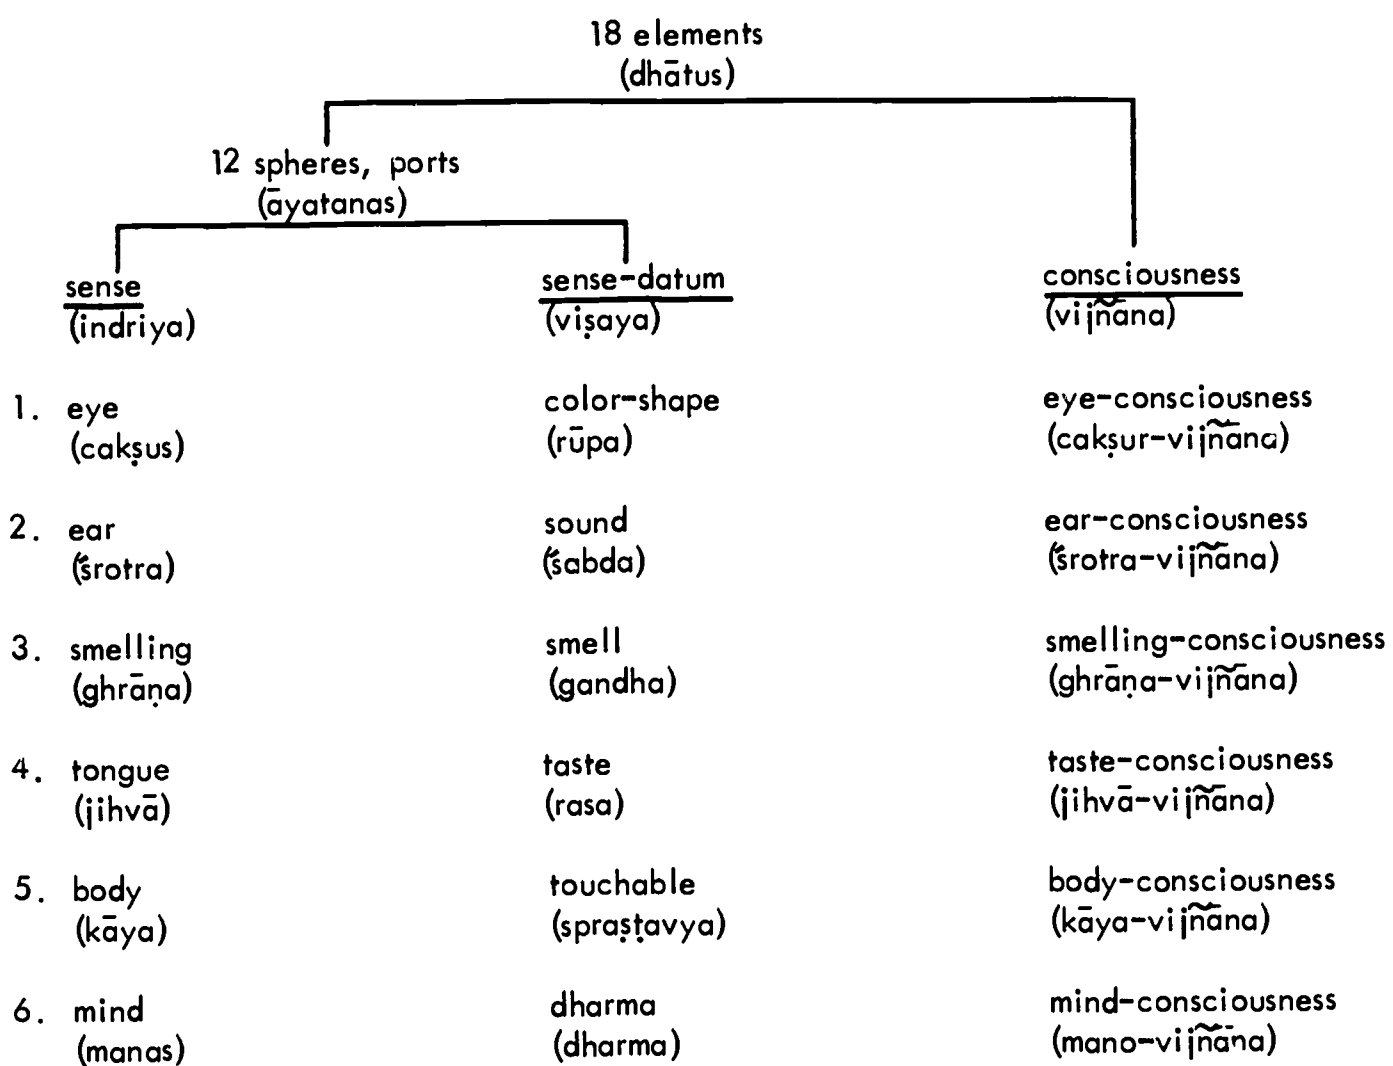 18 elements
(dhātus)
12 spheres, ports
(āyatanas)
sense
(indriya)
sense-datum
(viṣaya)
consciousness
(vijñāna)
1. eye
(cakṣus)
color-shape
(rūpa)
eye-consciousness
(cakṣur-vijñāna)
2. ear
(śrotra)
sound
(śabda)
ear-consciousness
(śrotra-vijñāna)
3. smelling
(ghrāṇa)
smell
(gandha)
smelling-consciousness
(ghrāṇa-vijñāna)
4. tongue
(jihvā)
taste
(rasa)
taste-consciousness
(jihvā-vijñāna)
5. body
(kāya)
touchable
(spraṣṭavya)
body-consciousness
(kāya-vijñāna)
6. mind
(manas)
dharma
(dharma)
mind-consciousness
(mano-vijñāna)